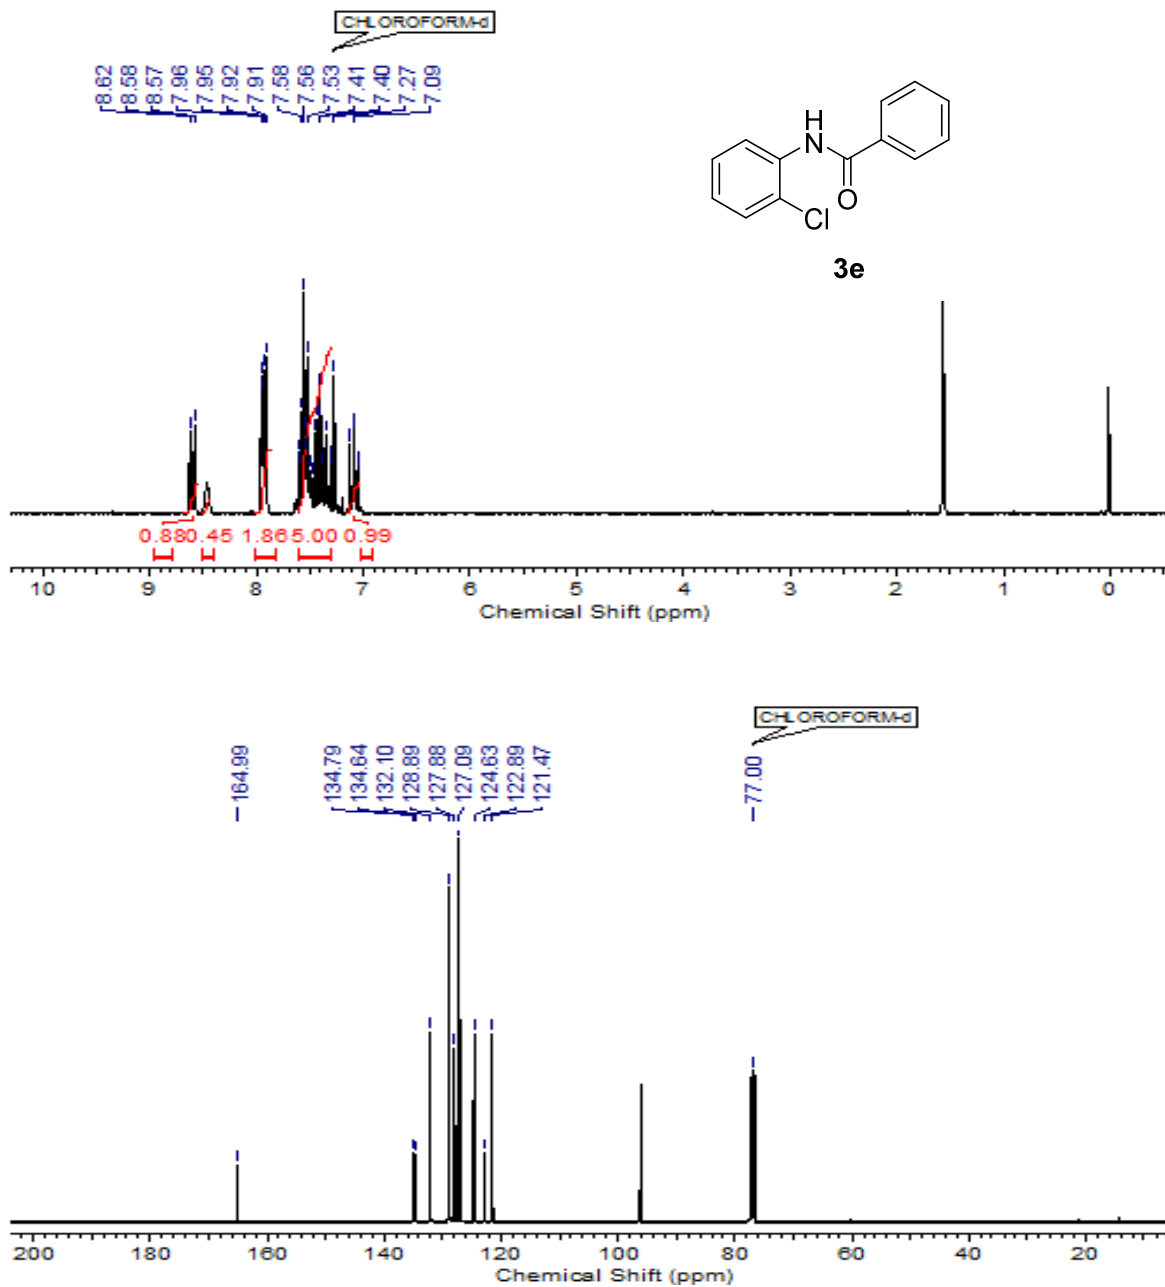 CHLOROFORM-d
8.62 8.58 8.57 7.96 7.95 7.92 7.91 7.58 7.56 7.53 7.41 7.40 7.27 7.09
H
N
O
Cl
3e
0.88 0.45 1.86 5.00 0.99
10 9 8 7 6 5 4 3 2 1 0
Chemical Shift (ppm)
CHLOROFORM-d
164.99 134.79 134.64 132.10 128.89 127.88 127.09 124.63 122.89 121.47 77.00
200 180 160 140 120 100 80 60 40 20
Chemical Shift (ppm)